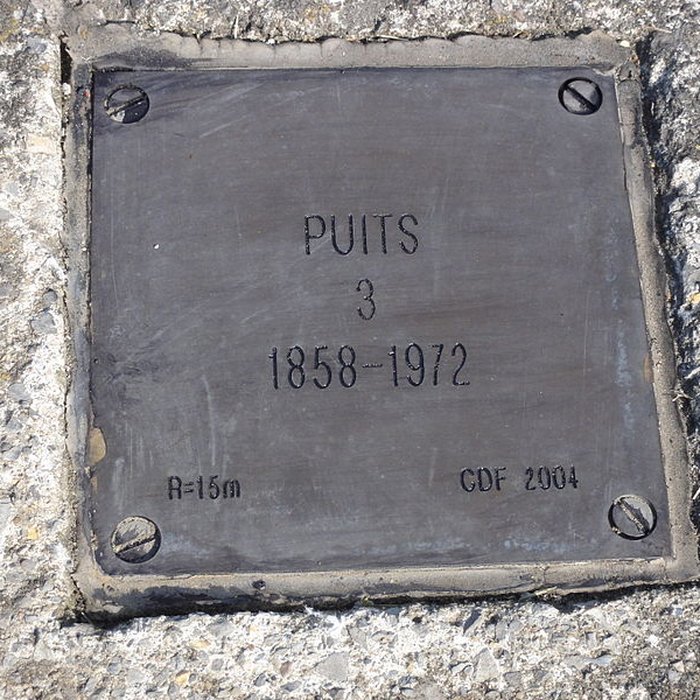 PUITS
3
1858-1972
R=15m
CDF 2004